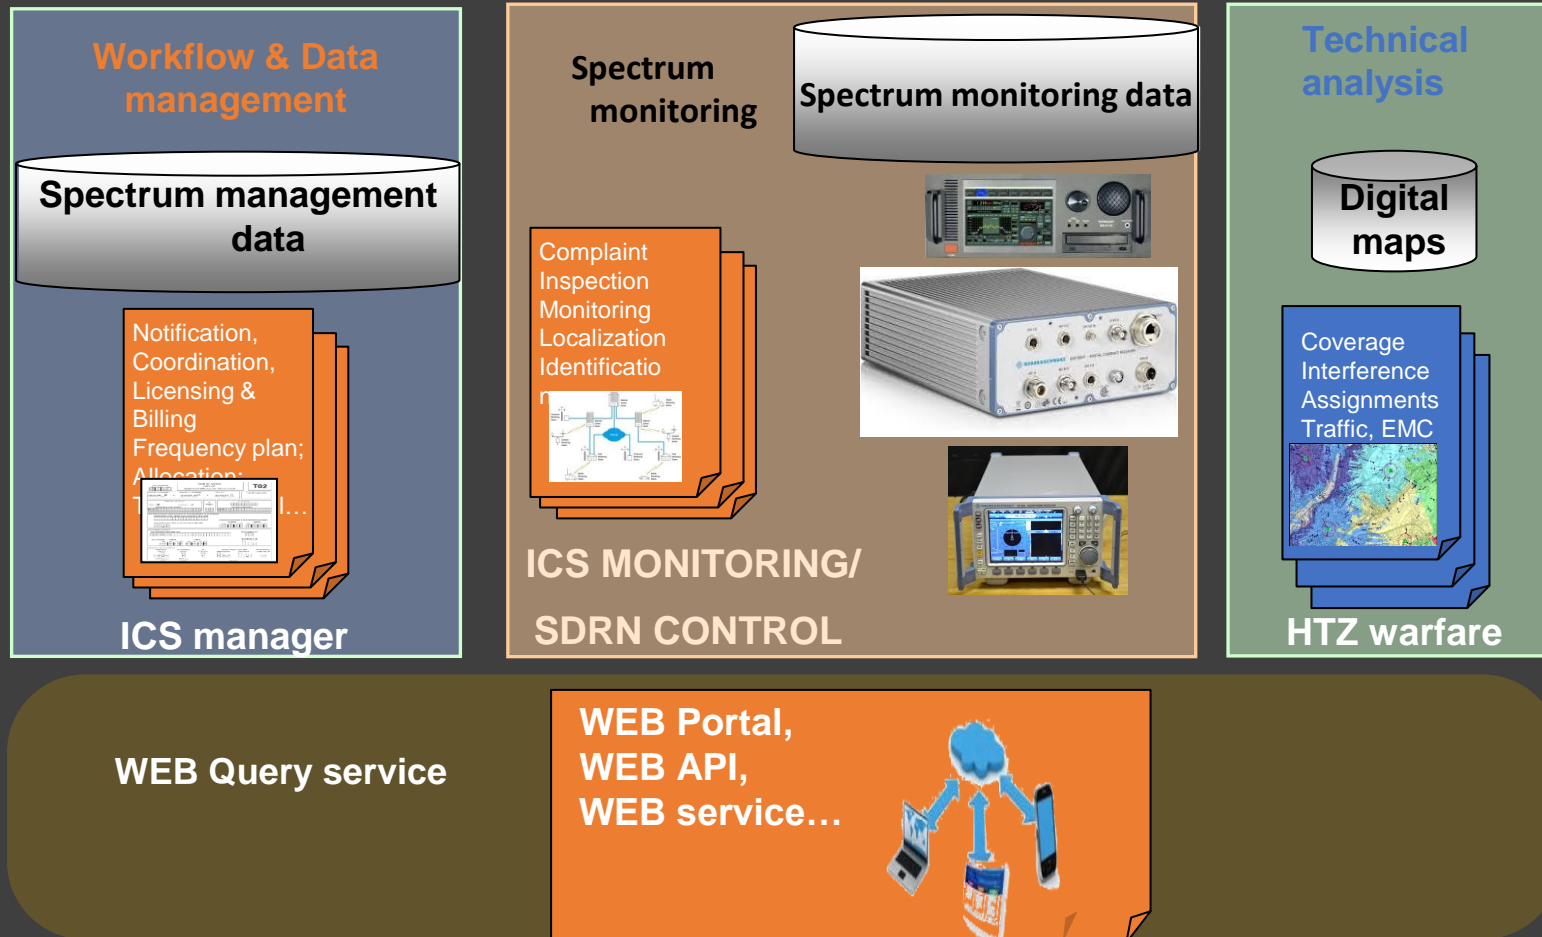 Workflow & Data
management
Spectrum management
data
Notification,
Coordination,
Licensing &
Billing
Frequency plan;
Allocation;
TG2
ICS manager
Spectrum
monitoring
Spectrum monitoring data
Complaint
Inspection
Monitoring
Localization
Identificatio
n
ICS MONITORING/
SDRN CONTROL
Technical
analysis
Digital
maps
Coverage
Interference
Assignments
Traffic, EMC
HTZ warfare
WEB Query service
WEB Portal,
WEB API,
WEB service…